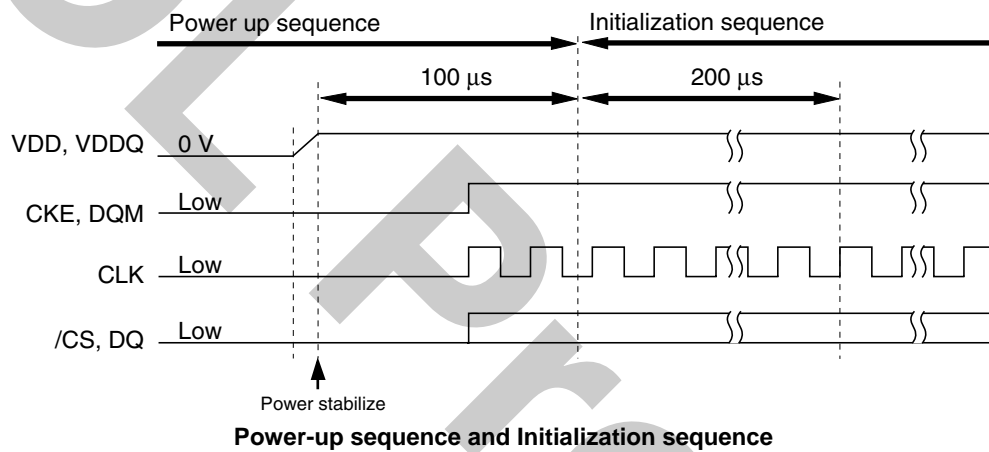 Power up sequence Initialization sequence
100 μs 200 μs
VDD, VDDQ 0 V
CKE, DQM Low
CLK Low
/CS, DQ Low
Power stabilize
Power-up sequence and Initialization sequence